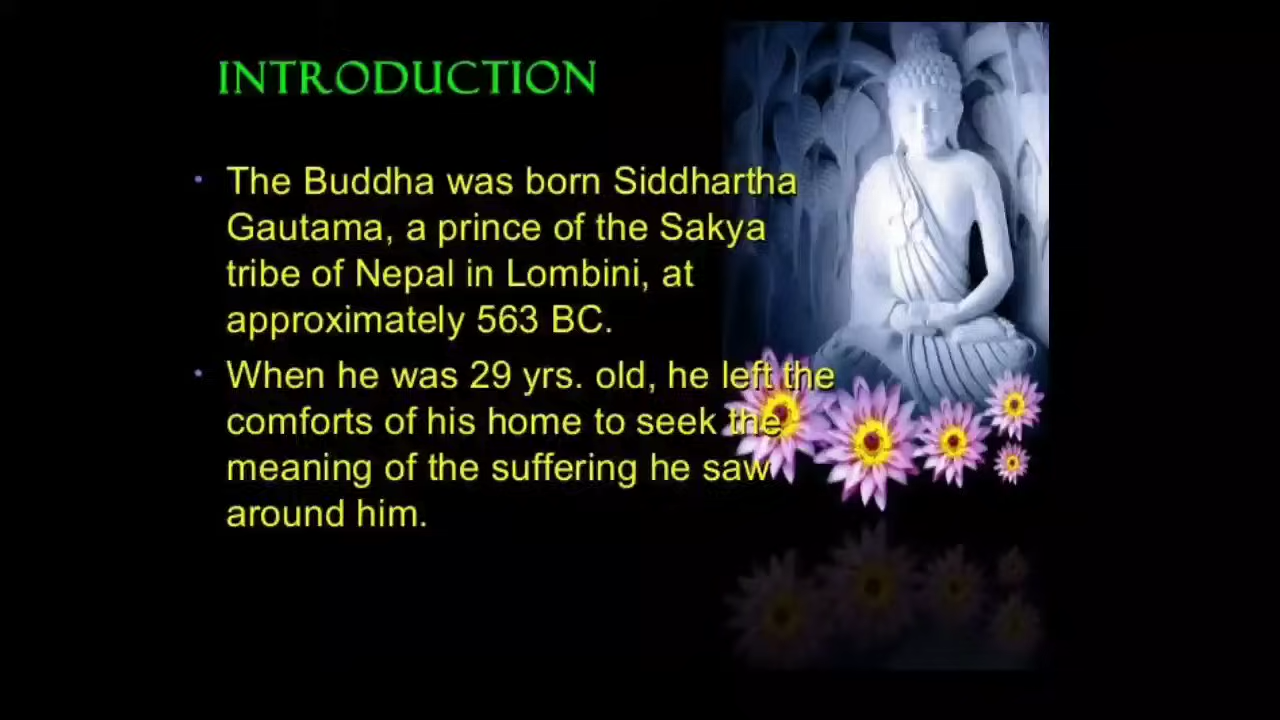 INTRODUCTION
• The Buddha was born Siddhartha
Gautama, a prince of the Sakya
tribe of Nepal in Lombini, at
approximately 563 BC.
• When he was 29 yrs. old, he left the
comforts of his home to seek the
meaning of the suffering he saw
around him.